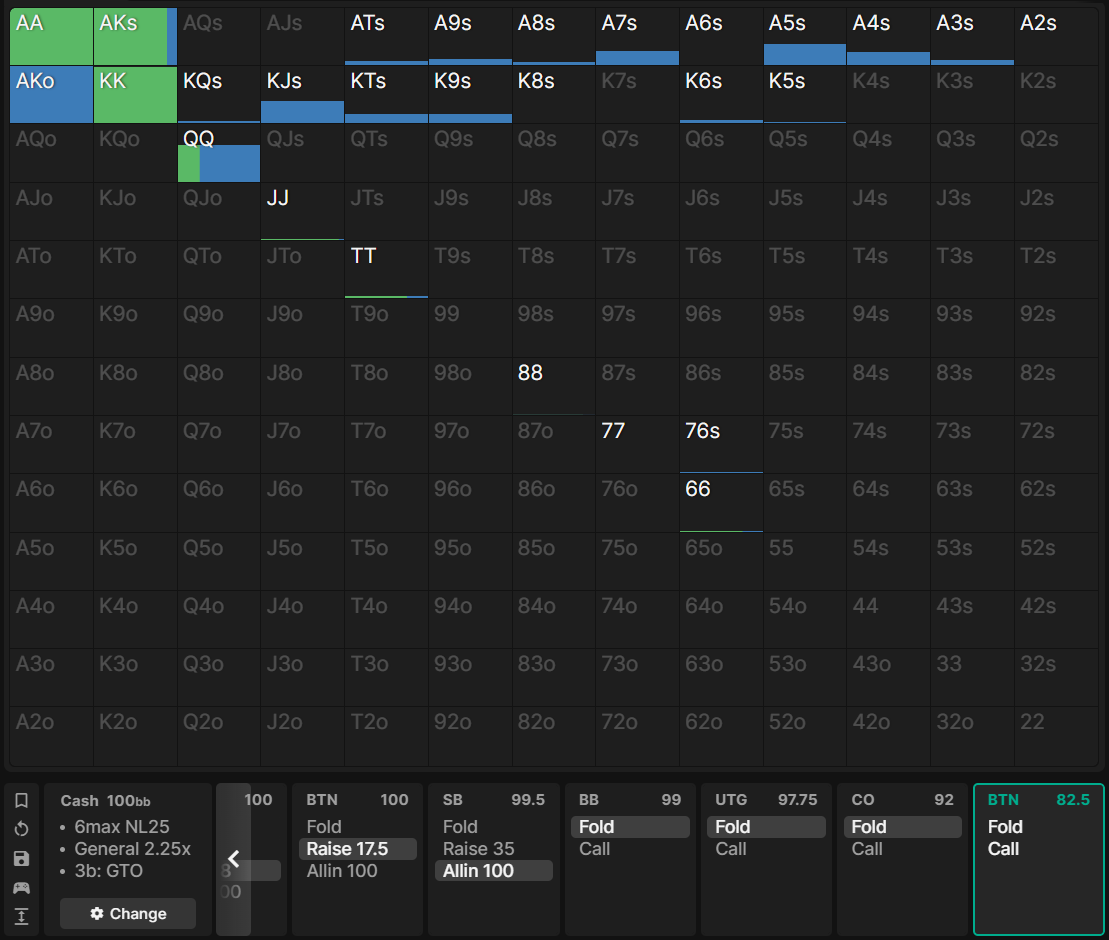 AA AKs AQs AJs ATs A9s A8s A7s A6s A5s A4s A3s A2s
AKo KK KQs KJs KTs K9s K8s K7s K6s K5s K4s K3s K2s
AQo KQo QQ QJs QTs Q9s Q8s Q7s Q6s Q5s Q4s Q3s Q2s
AJo KJo QJo JJ JTs J9s J8s J7s J6s J5s J4s J3s J2s
ATo KTo QTo JTo TT T9s T8s T7s T6s T5s T4s T3s T2s
A9o K9o Q9o J9o T9o 99 98s 97s 96s 95s 94s 93s 92s
A8o K8o Q8o J8o T8o 98o 88 87s 86s 85s 84s 83s 82s
A7o K7o Q7o J7o T7o 97o 87o 77 76s 75s 74s 73s 72s
A6o K6o Q6o J6o T6o 96o 86o 76o 66 65s 64s 63s 62s
A5o K5o Q5o J5o T5o 95o 85o 75o 65o 55 54s 53s 52s
A4o K4o Q4o J4o T4o 94o 84o 74o 64o 54o 44 43s 42s
A3o K3o Q3o J3o T3o 93o 83o 73o 63o 53o 43o 33 32s
A2o K2o Q2o J2o T2o 92o 82o 72o 62o 52o 42o 32o 22
Cash 100bb
• 6max NL25
• General 2.25x
• 3b: GTO
Change
100
8
00
BTN 100
Fold
Raise 17.5
Allin 100
SB 99.5
Fold
Raise 35
Allin 100
BB 99
Fold
Call
UTG 97.75
Fold
Call
CO 92
Fold
Call
BTN 82.5
Fold
Call